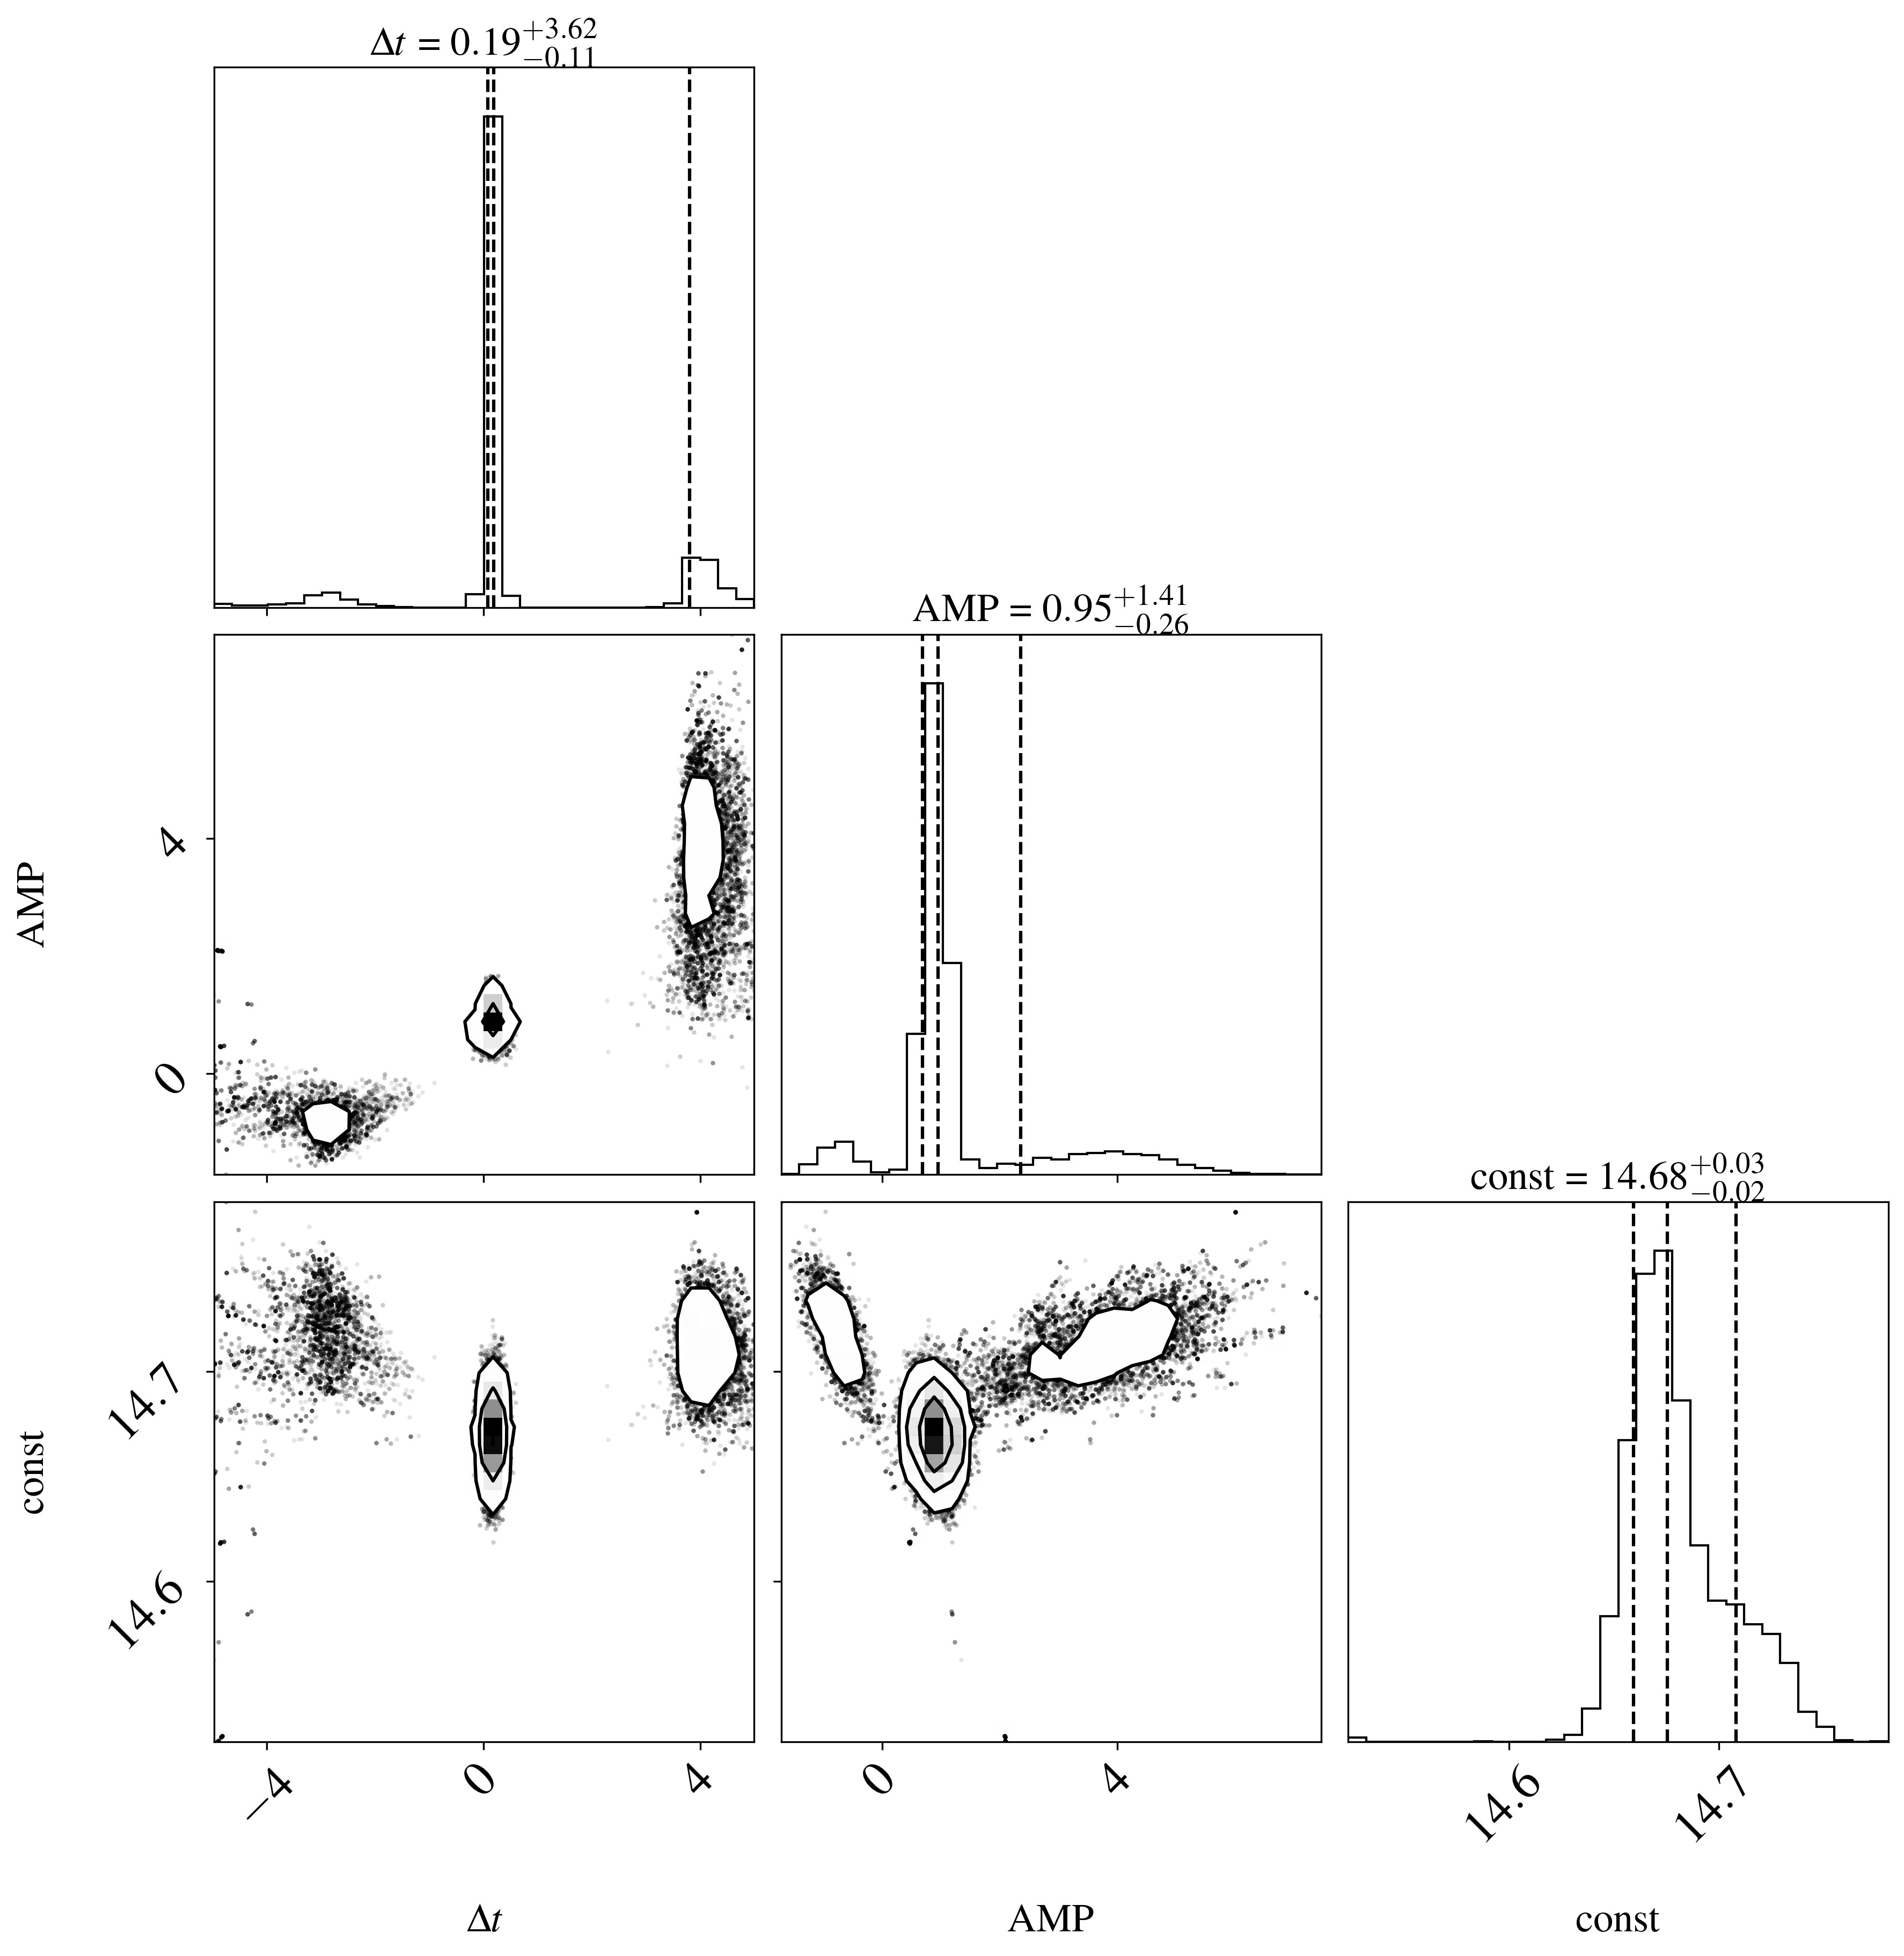 Δt = 0.19 +3.62 −0.11
AMP = 0.95 +1.41 −0.26
AMP
4
0
const = 14.68 +0.03 −0.02
const
14.7
14.6
−4 0 4
0 4
14.6 14.7
Δt
AMP
const